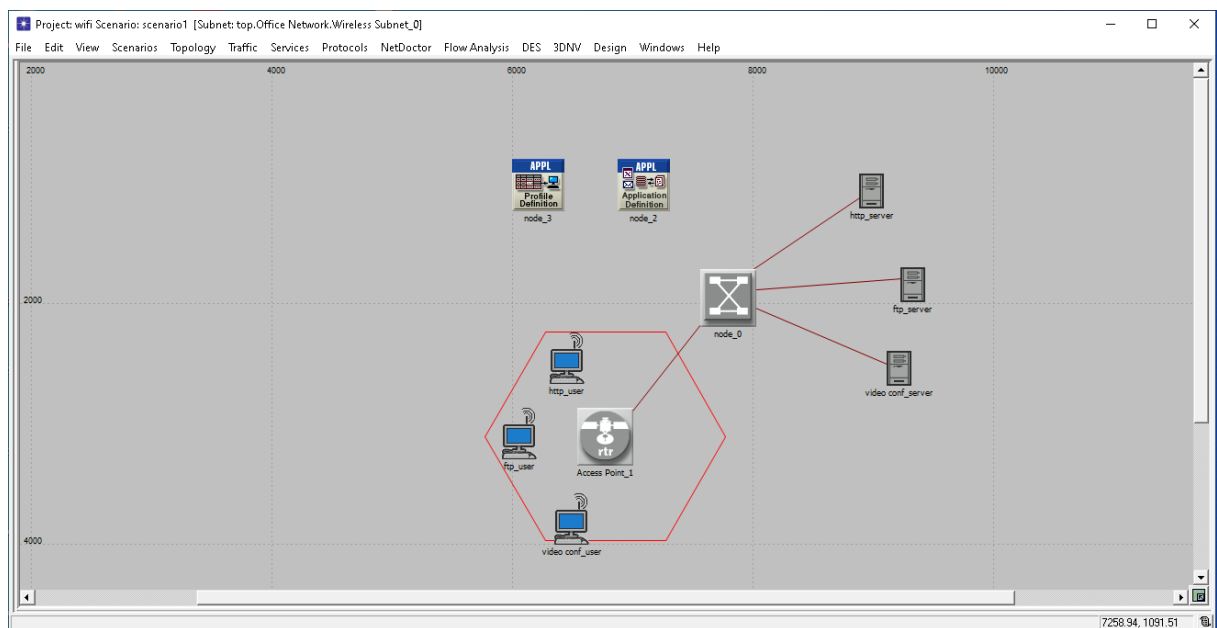 Project: wifi Scenario: scenario1 [Subnet: top.Office Network.Wireless Subnet_0]
File Edit View Scenarios Topology Traffic Services Protocols NetDoctor Flow Analysis DES 3DNV Design Windows Help
2000 4000 6000 8000 10000
APPL
Profile
Definition
node_3
APPL
Application
Definition
node_2
http_server
2000
ftp_server
node_0
video conf_server
http_user
ftp_user
rtr
Access Point_1
4000
video conf_user
7258.94, 1091.51